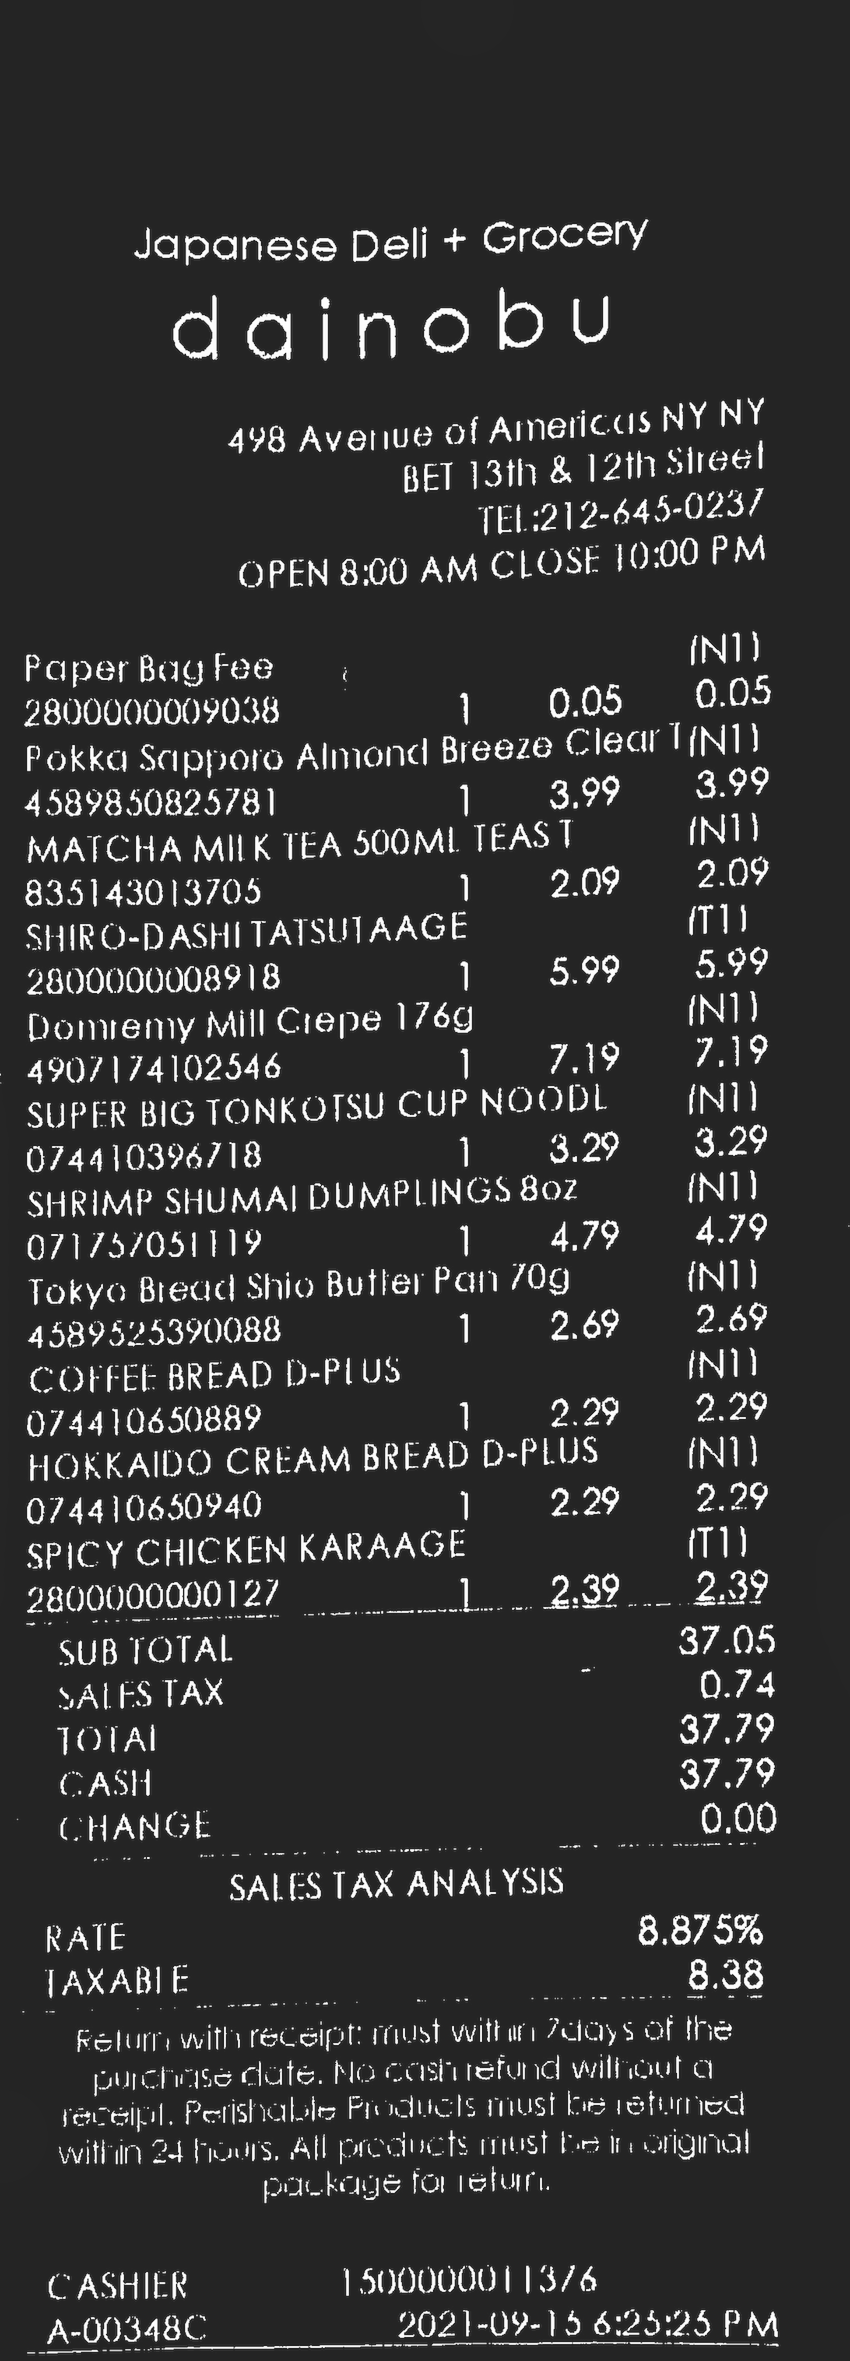 Japanese Deli + Grocery
dainobu
498 Avenue of Americas NY NY
BET 13th & 12th Street
TEL:212-645-0237
OPEN 8:00 AM CLOSE 10:00 PM
Paper Bag Fee (N1)
2800000009038 1 0.05 0.05
Pokka Sapporo Almond Breeze Clear T(N1)
4589850825781 1 3.99 3.99
MATCHA MILK TEA 500ML TEAS T (N1)
835143013705 1 2.09 2.09
SHIRO-DASHI TATSUTAAGE (T1)
2800000008918 1 5.99 5.99
Domremy Mill Crepe 176g (N1)
4907174102546 1 7.19 7.19
SUPER BIG TONKOTSU CUP NOODL (N1)
074410396718 1 3.29 3.29
SHRIMP SHUMAI DUMPLINGS 8oz (N1)
071757051119 1 4.79 4.79
Tokyo Bread Shio Butter Pan 70g (N1)
4589525390088 1 2.69 2.69
COFFEE BREAD D-PLUS (N1)
074410650889 1 2.29 2.29
HOKKAIDO CREAM BREAD D-PLUS (N1)
074410650940 1 2.29 2.29
SPICY CHICKEN KARAAGE (T1)
2800000000127 1 2.39 2.39
SUB TOTAL 37.05
SALES TAX 0.74
TOTAL 37.79
CASH 37.79
CHANGE 0.00
SALES TAX ANALYSIS
RATE 8.875%
TAXABLE 8.38
Return with receipt: must within 7days of the
purchase date. No cash refund without a
receipt. Perishable Products must be returned
within 24 hours. All products must be in original
package for return.
CASHIER 1500000011376
A-00348C 2021-09-15 6:25:25 PM